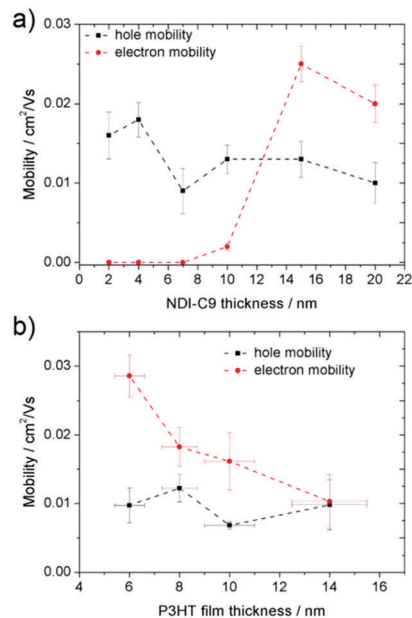 a)
0.03
0.02
0.01
0.00
Mobility / cm²/Vs
hole mobility
electron mobility
0 2 4 6 8 10 12 14 16 18 20 22
NDI-C9 thickness / nm
b)
0.03
0.02
0.01
0.00
Mobility / cm²/Vs
hole mobility
electron mobility
4 6 8 10 12 14 16
P3HT film thickness / nm